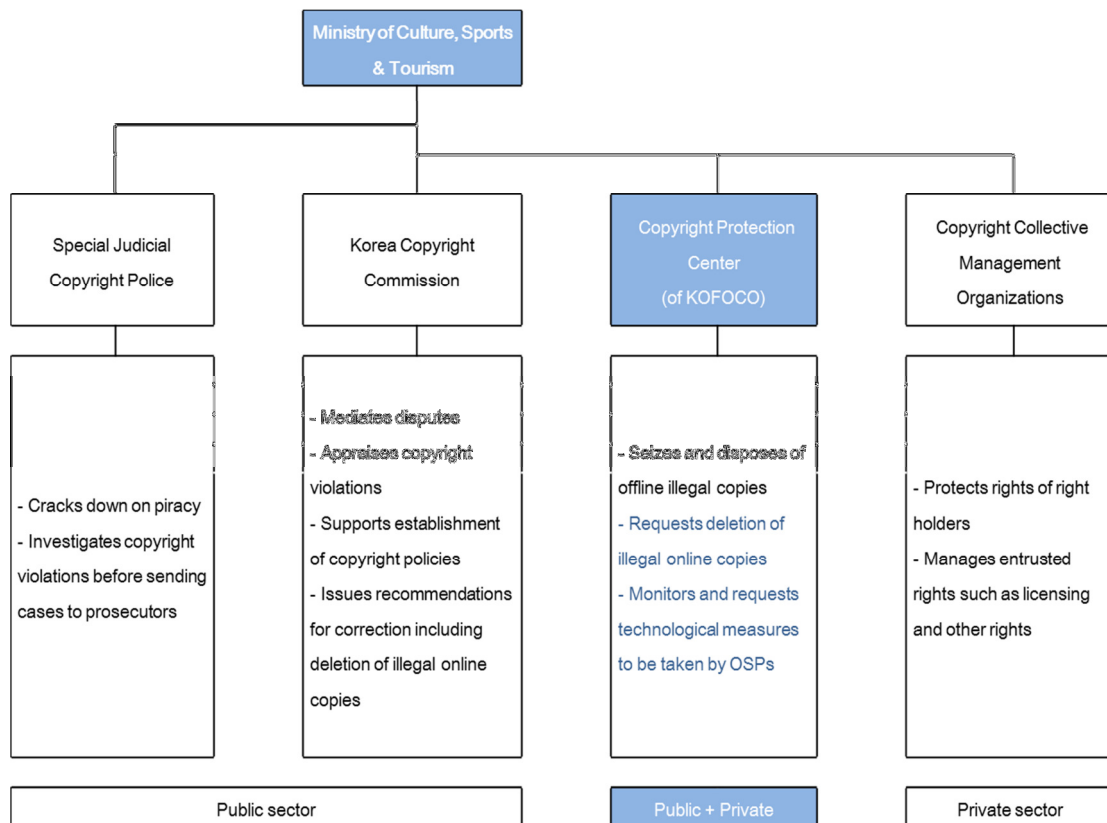 Ministry of Culture, Sports
& Tourism
Special Judicial
Copyright Police
Korea Copyright
Commission
Copyright Protection
Center
(of KOFOCO)
Copyright Collective
Management
Organizations
- Cracks down on piracy
- Investigates copyright
violations before sending
cases to prosecutors
- Mediates disputes
- Appraises copyright
violations
- Supports establishment
of copyright policies
- Issues recommendations
for correction including
deletion of illegal online
copies
- Seizes and disposes of
offline illegal copies
- Requests deletion of
illegal online copies
- Monitors and requests
technological measures
to be taken by OSPs
- Protects rights of right
holders
- Manages entrusted
rights such as licensing
and other rights
Public sector
Public + Private
Private sector